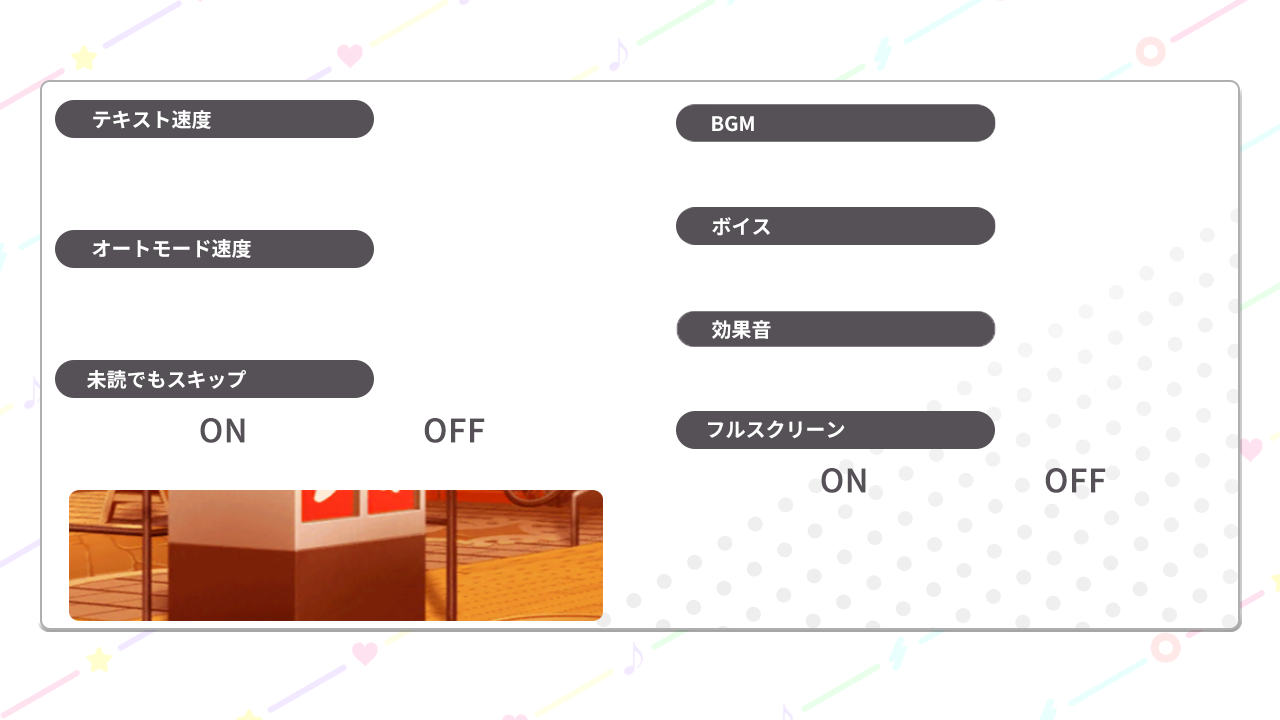 テキスト速度
オートモード速度
未読でもスキップ
ON OFF
BGM
ボイス
効果音
フルスクリーン
ON OFF